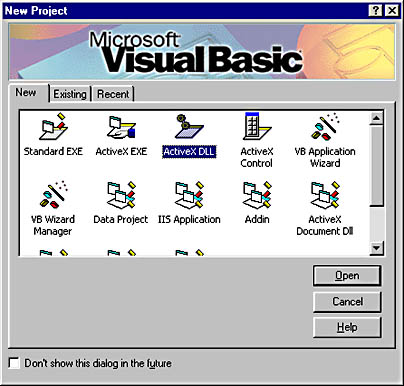 New Project
Microsoft
Visual Basic
New Existing Recent
Standard EXE ActiveX EXE ActiveX DLL ActiveX Control VB Application Wizard
VB Wizard Manager Data Project IIS Application Addin ActiveX Document Dll
Open
Cancel
Help
Don't show this dialog in the future